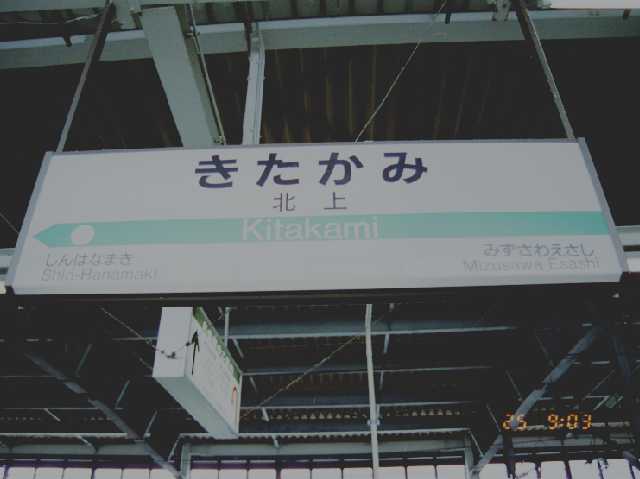 きたかみ
北上
Kitakami
しんはなまき
Shin-Hanamaki
みずさわえさし
Mizusawa Esashi
25 9:03